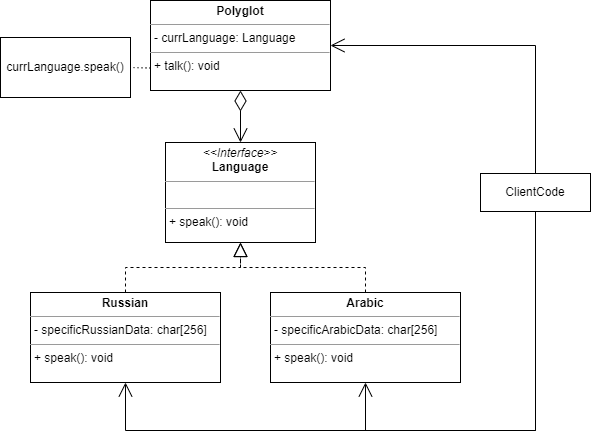 Polyglot
- currLanguage: Language
+ talk(): void
currLanguage.speak()
<<Interface>>
Language
+ speak(): void
ClientCode
Russian
- specificRussianData: char[256]
+ speak(): void
Arabic
- specificArabicData: char[256]
+ speak(): void